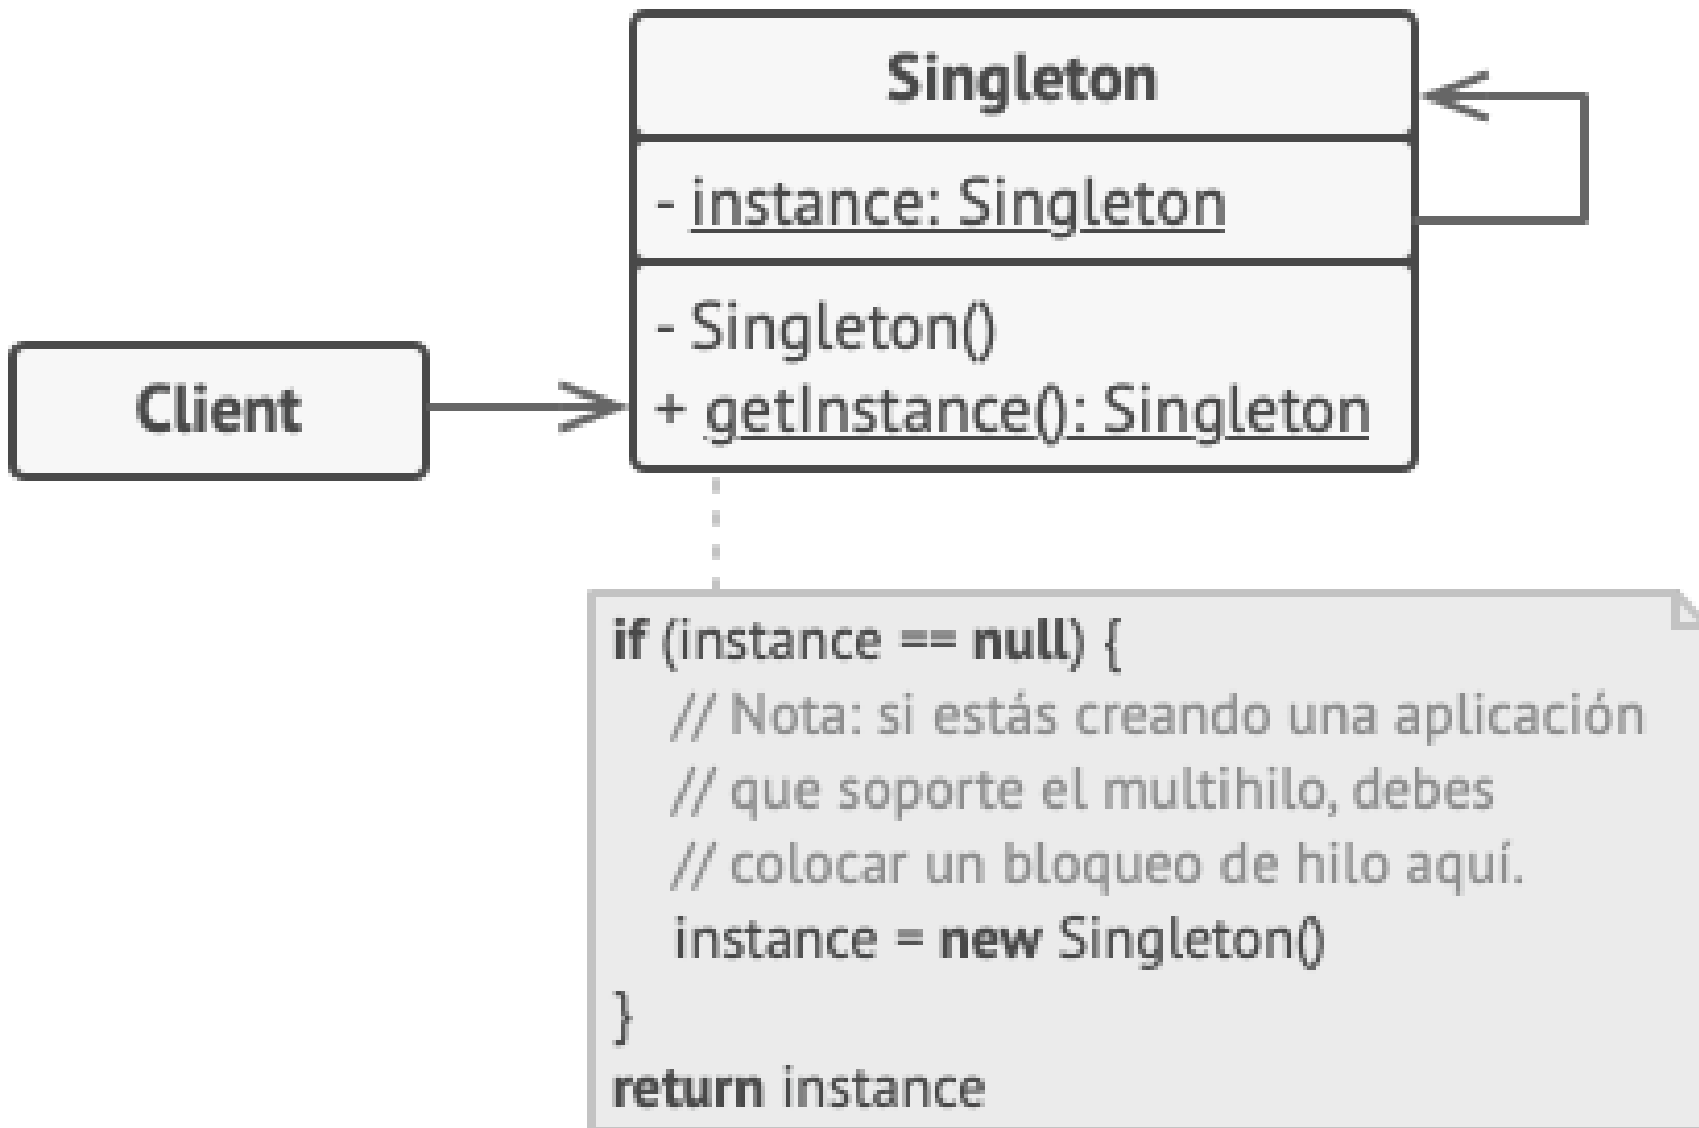 Singleton
- instance: Singleton
- Singleton()
+ getInstance(): Singleton
Client
if (instance == null) {
// Nota: si estás creando una aplicación
// que soporte el multihilo, debes
// colocar un bloqueo de hilo aquí.
instance = new Singleton()
}
return instance